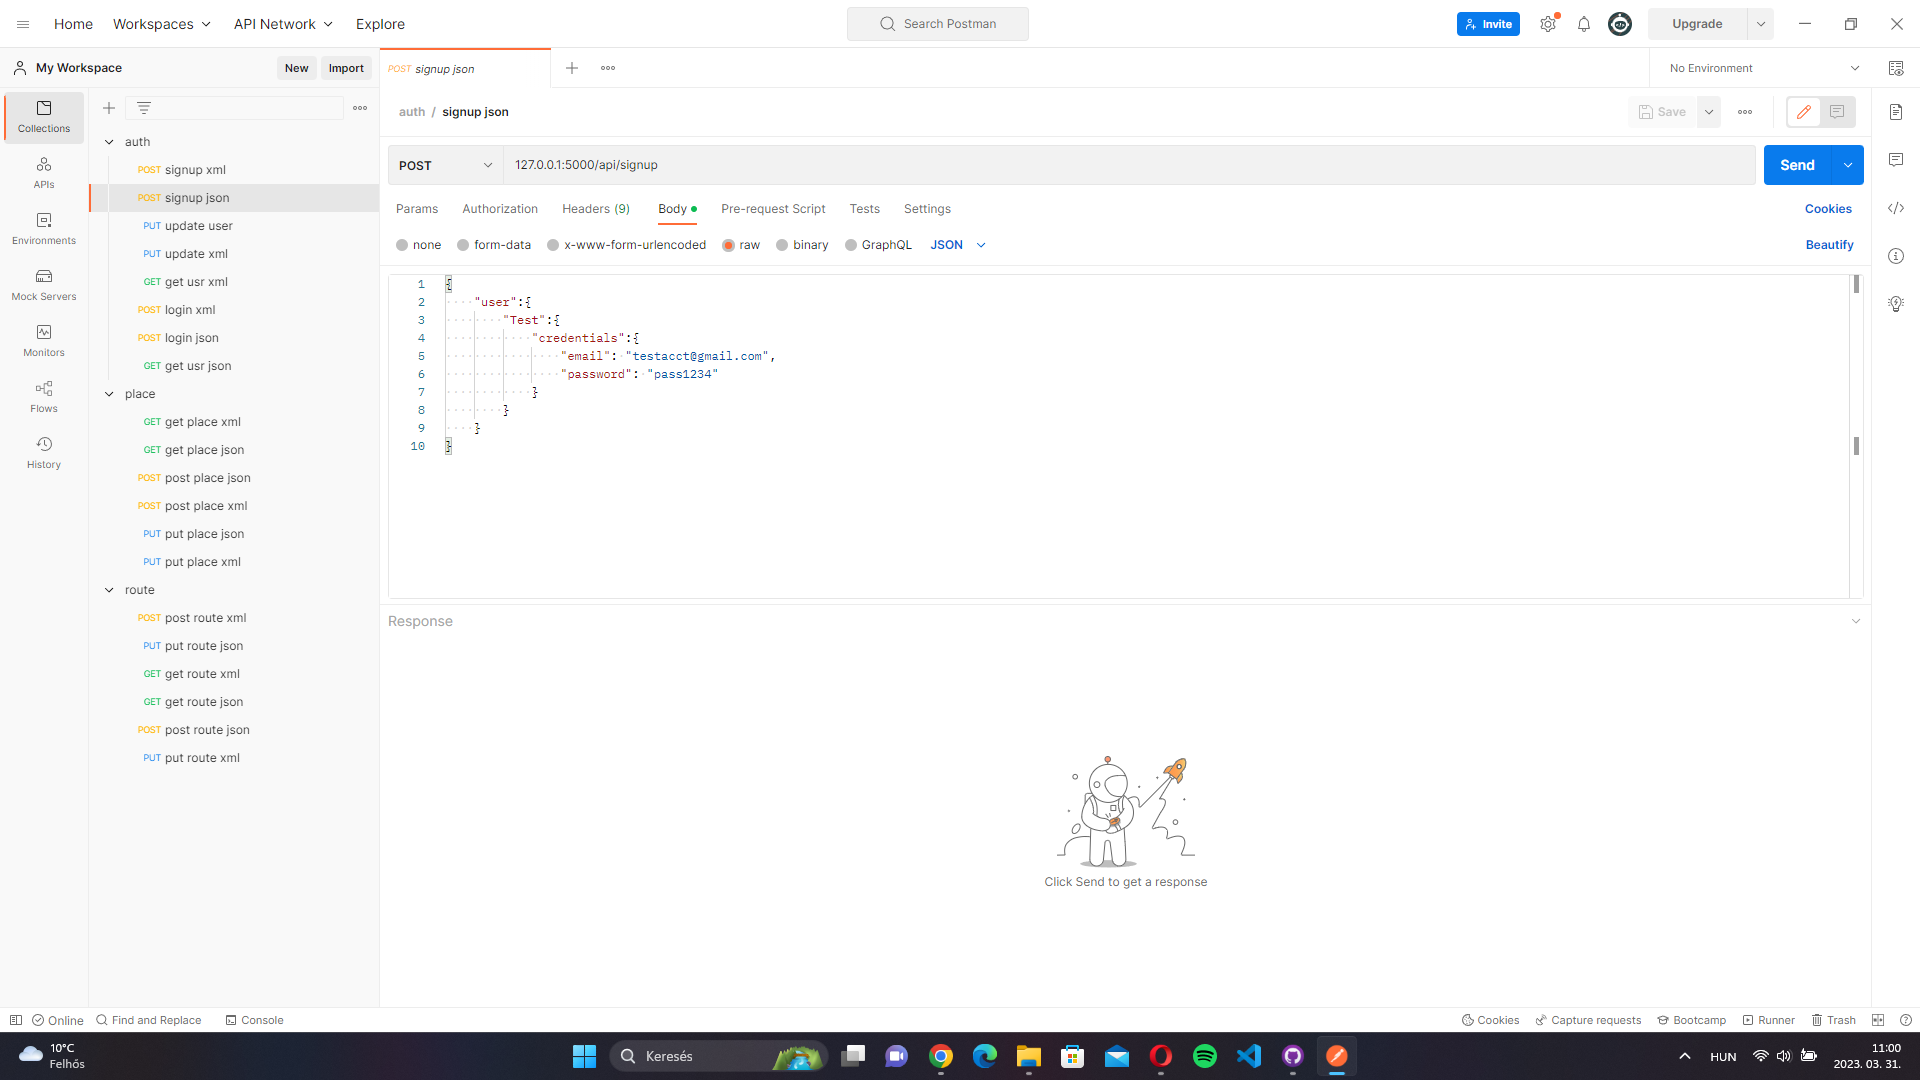 Home
Workspaces
API Network
Explore
Search Postman
Invite
Upgrade
My Workspace
New
Import
POST signup json
No Environment
Collections
APIs
Environments
Mock Servers
Monitors
Flows
History
auth
POST signup xml
POST signup json
PUT update user
PUT update xml
GET get usr xml
POST login xml
POST login json
GET get usr json
place
GET get place xml
GET get place json
POST post place json
POST post place xml
PUT put place json
PUT put place xml
route
POST post route xml
PUT put route json
GET get route xml
GET get route json
POST post route json
PUT put route xml
auth / signup json
Save
POST
127.0.0.1:5000/api/signup
Send
Params
Authorization
Headers (9)
Body
Pre-request Script
Tests
Settings
Cookies
none
form-data
x-www-form-urlencoded
raw
binary
GraphQL
JSON
Beautify
1 {
2 "user":{
3 "Test":{
4 "credentials":{
5 "email": "testacct@gmail.com",
6 "password": "pass1234"
7 }
8 }
9 }
10 }
Response
Click Send to get a response
Online
Find and Replace
Console
Cookies
Capture requests
Bootcamp
Runner
Trash
10°C
Felhős
Keresés
HUN
11:00
2023. 03. 31.